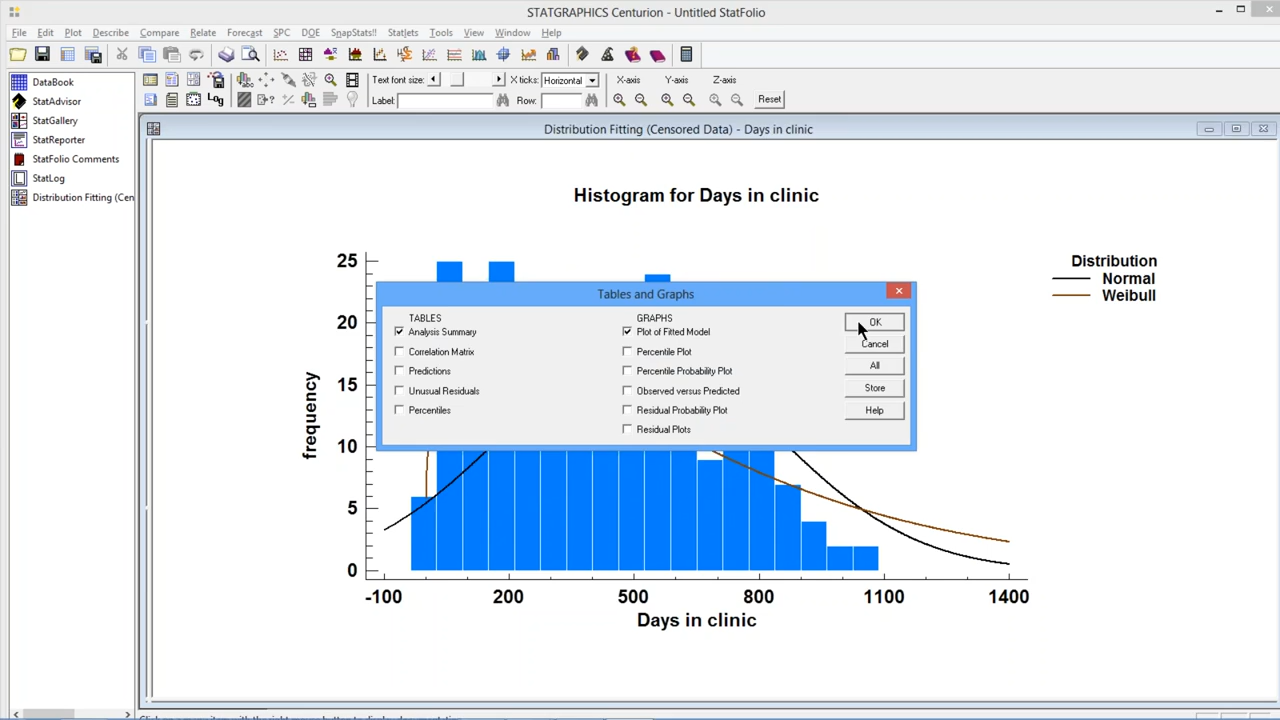 STATGRAPHICS Centurion - Untitled StatFolio
File Edit Plot Describe Compare Relate Forecast SPC DOE SnapStats!! Statlets Tools View Window Help
Text font size: X ticks: Horizontal X-axis Y-axis Z-axis
Log Label: Row: Reset
DataBook
StatAdvisor
StatGallery
StatReporter
StatFolio Comments
StatLog
Distribution Fitting (Cen
Distribution Fitting (Censored Data) - Days in clinic
Histogram for Days in clinic
Distribution
Normal
Weibull
Tables and Graphs
TABLES
Analysis Summary
Correlation Matrix
Predictions
Unusual Residuals
Percentiles
GRAPHS
Plot of Fitted Model
Percentile Plot
Percentile Probability Plot
Observed versus Predicted
Residual Probability Plot
Residual Plots
OK
Cancel
All
Store
Help
frequency
25
20
15
10
5
0
-100 200 500 800 1100 1400
Days in clinic